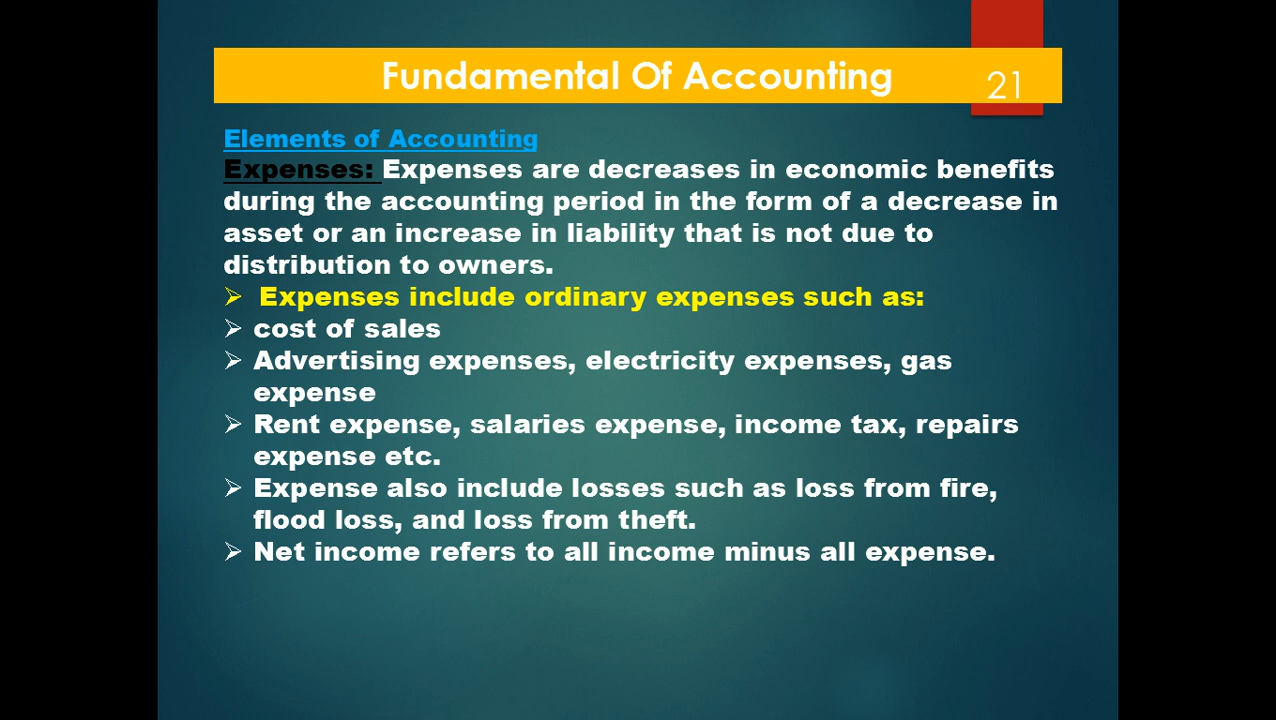 Fundamental Of Accounting
21
Elements of Accounting
Expenses: Expenses are decreases in economic benefits
during the accounting period in the form of a decrease in
asset or an increase in liability that is not due to
distribution to owners.
➢ Expenses include ordinary expenses such as:
➢ cost of sales
➢ Advertising expenses, electricity expenses, gas
expense
➢ Rent expense, salaries expense, income tax, repairs
expense etc.
➢ Expense also include losses such as loss from fire,
flood loss, and loss from theft.
➢ Net income refers to all income minus all expense.